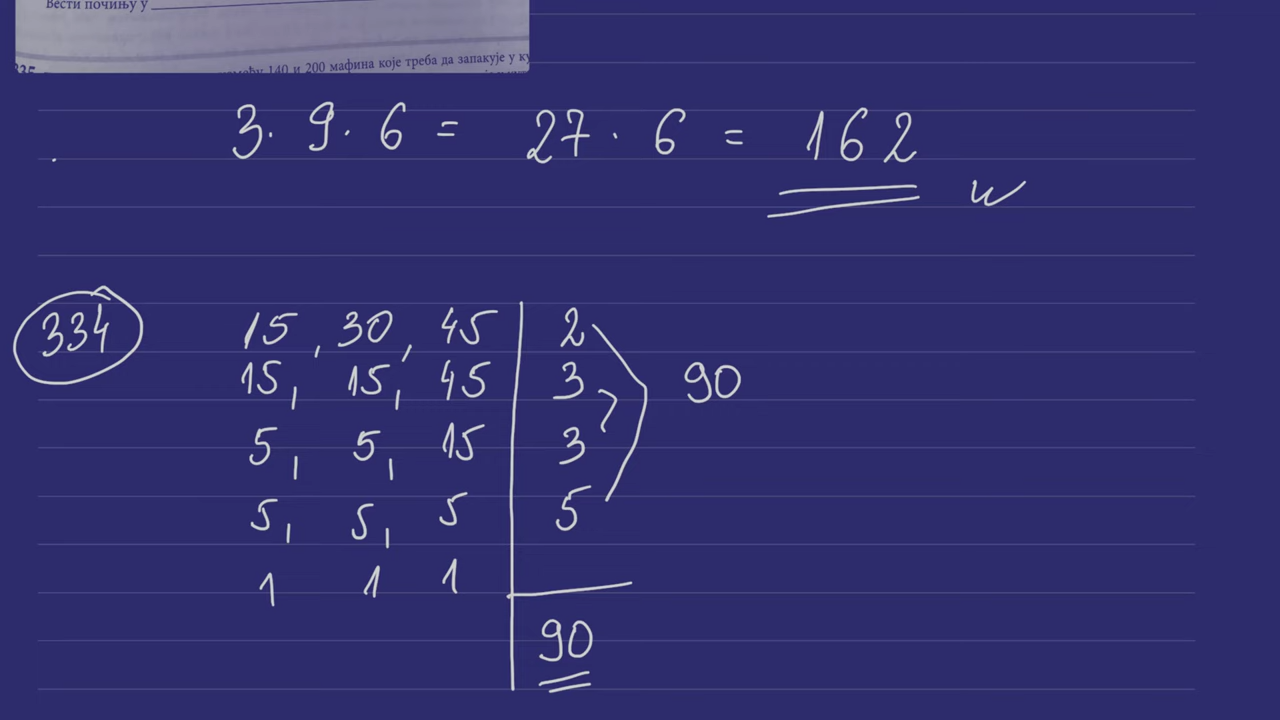 Вести почињу у
335
између 140 и 200 мафина које треба да запакује у ку
3 · 9 · 6 = 27 · 6 = 162
334
15, 30, 45 | 2
15, 15, 45 | 3 90
5, 5, 15 | 3
5, 5, 5 | 5
1 1 1
90